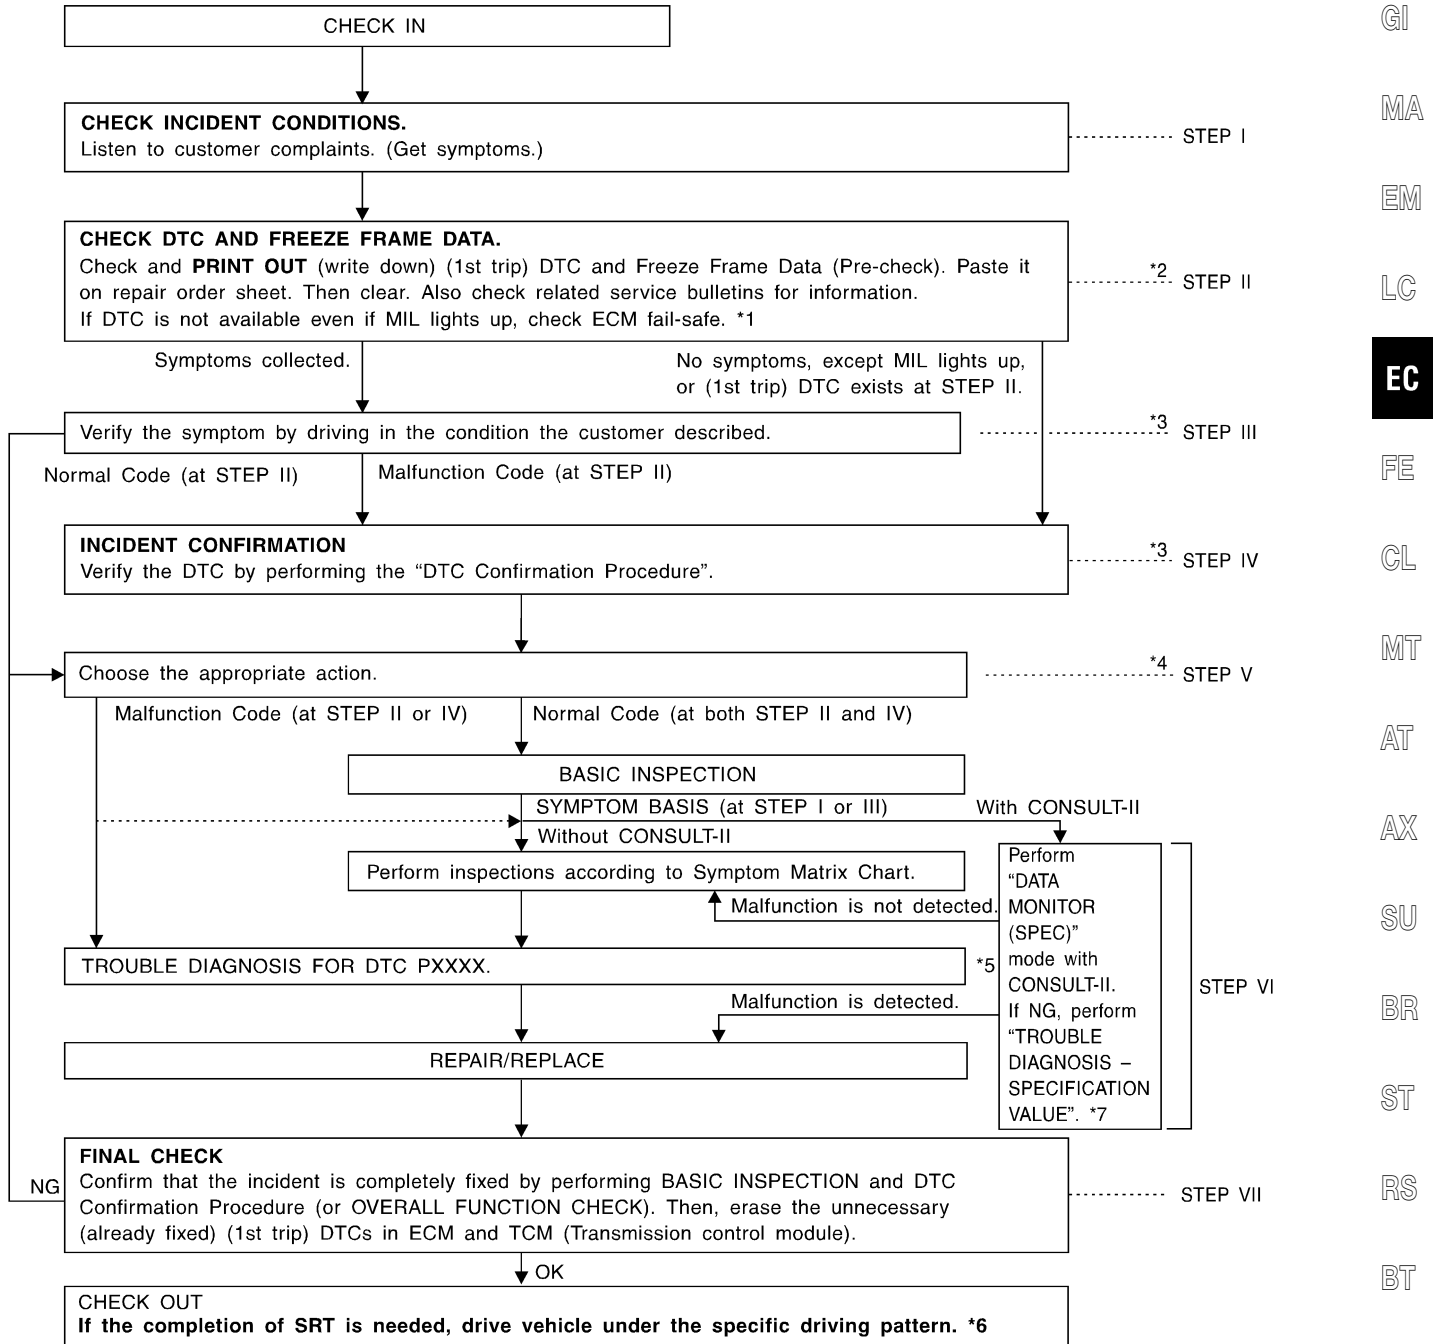 CHECK IN
CHECK INCIDENT CONDITIONS.
Listen to customer complaints. (Get symptoms.)
STEP I
CHECK DTC AND FREEZE FRAME DATA.
Check and PRINT OUT (write down) (1st trip) DTC and Freeze Frame Data (Pre-check). Paste it
on repair order sheet. Then clear. Also check related service bulletins for information.
If DTC is not available even if MIL lights up, check ECM fail-safe. *1
*2
STEP II
Symptoms collected.
No symptoms, except MIL lights up,
or (1st trip) DTC exists at STEP II.
Verify the symptom by driving in the condition the customer described.
*3
STEP III
Normal Code (at STEP II)
Malfunction Code (at STEP II)
INCIDENT CONFIRMATION
Verify the DTC by performing the “DTC Confirmation Procedure”.
*3
STEP IV
Choose the appropriate action.
*4
STEP V
Malfunction Code (at STEP II or IV)
Normal Code (at both STEP II and IV)
BASIC INSPECTION
SYMPTOM BASIS (at STEP I or III)
With CONSULT-II
Without CONSULT-II
Perform inspections according to Symptom Matrix Chart.
Malfunction is not detected.
TROUBLE DIAGNOSIS FOR DTC PXXXX.
*5
Malfunction is detected.
REPAIR/REPLACE
Perform
“DATA
MONITOR
(SPEC)”
mode with
CONSULT-II.
If NG, perform
“TROUBLE
DIAGNOSIS –
SPECIFICATION
VALUE”. *7
STEP VI
FINAL CHECK
Confirm that the incident is completely fixed by performing BASIC INSPECTION and DTC
Confirmation Procedure (or OVERALL FUNCTION CHECK). Then, erase the unnecessary
(already fixed) (1st trip) DTCs in ECM and TCM (Transmission control module).
NG
STEP VII
OK
CHECK OUT
If the completion of SRT is needed, drive vehicle under the specific driving pattern. *6
GI
MA
EM
LC
EC
FE
CL
MT
AT
AX
SU
BR
ST
RS
BT